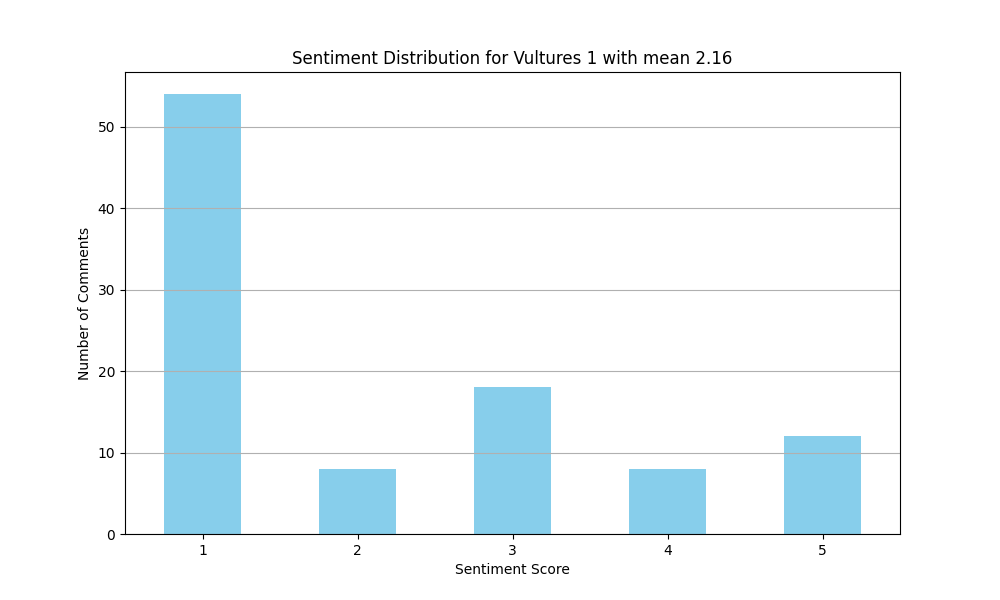 Sentiment Distribution for Vultures 1 with mean 2.16
Number of Comments
50
40
30
20
10
0
1 2 3 4 5
Sentiment Score